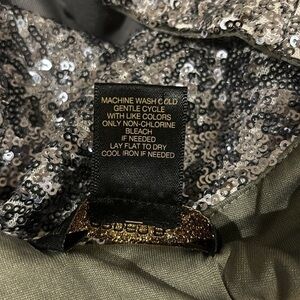 MACHINE WASH COLD
GENTLE CYCLE
WITH LIKE COLORS
ONLY NON-CHLORINE
BLEACH
IF NEEDED
LAY FLAT TO DRY
COOL IRON IF NEEDED